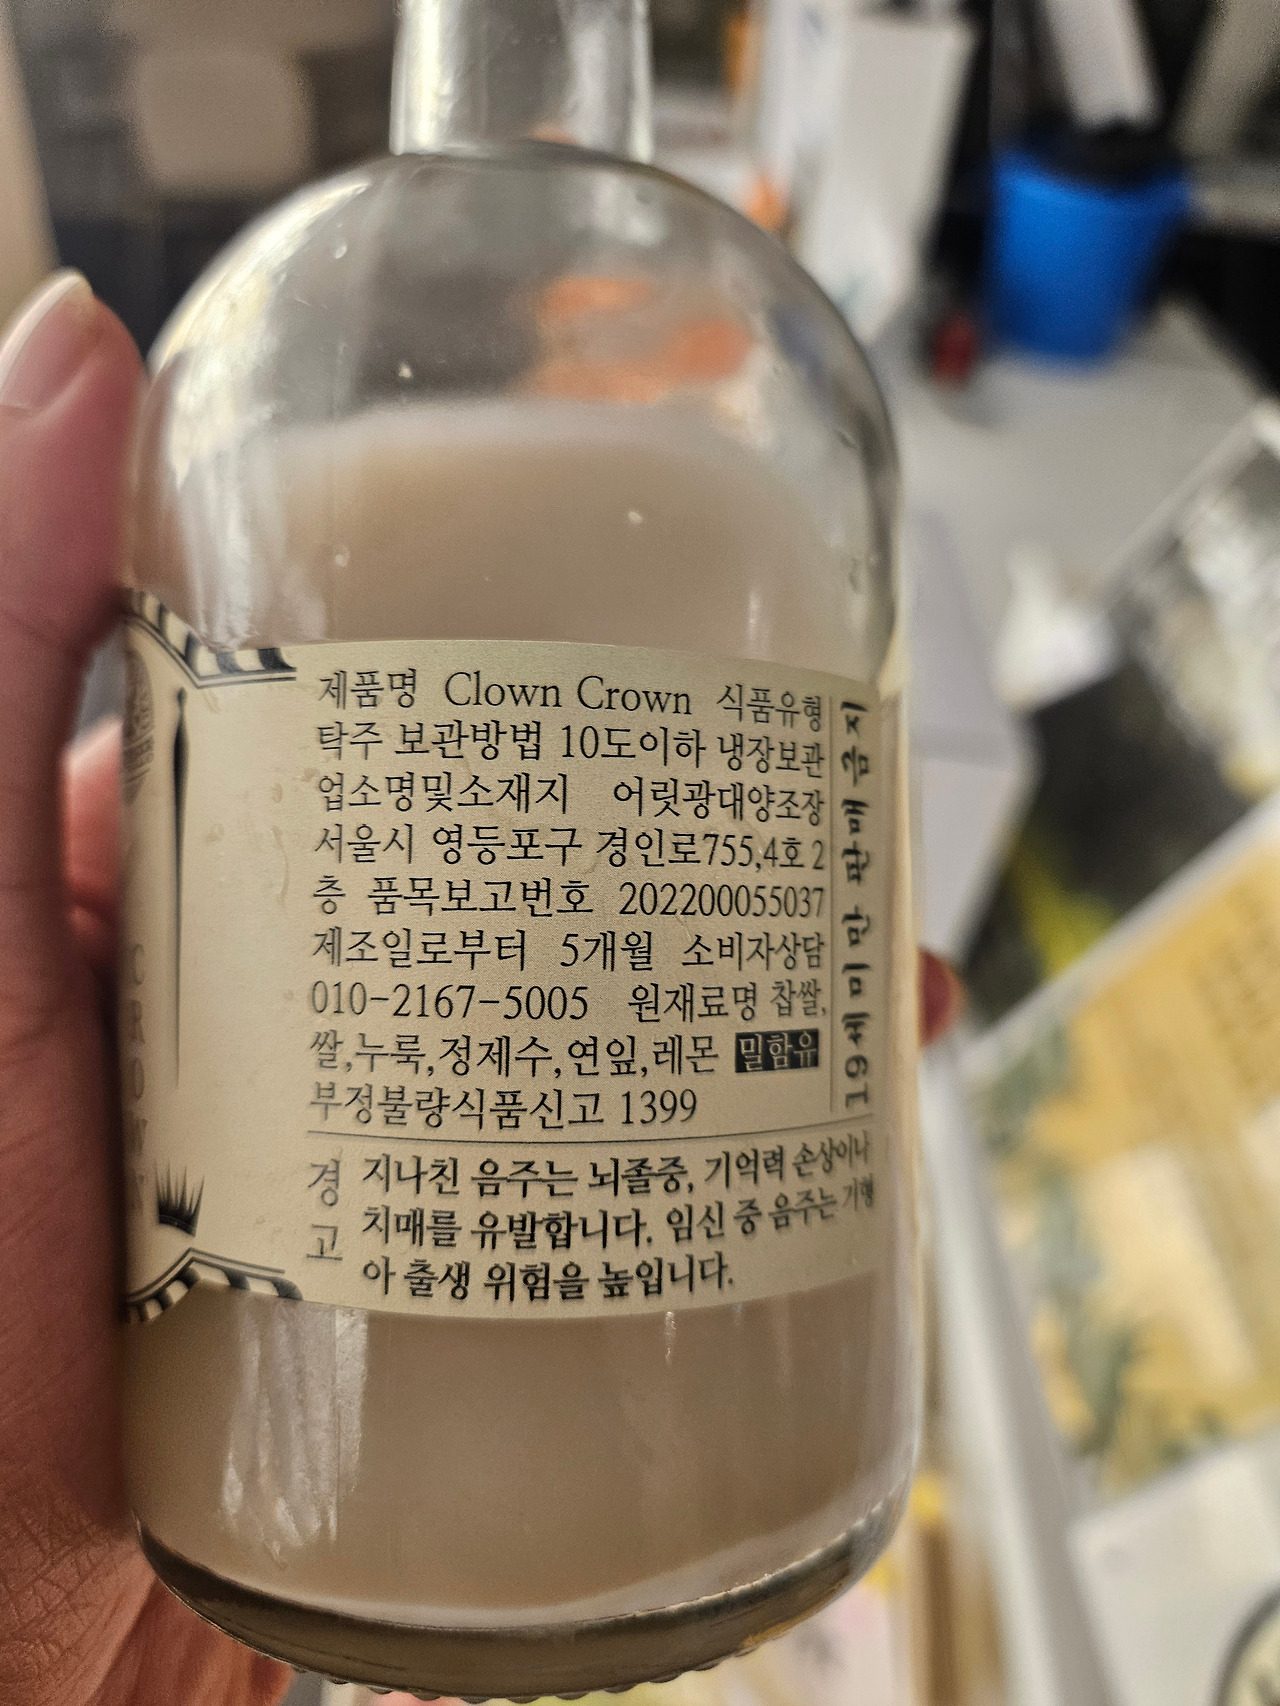 제품명 Clown Crown 식품유형
탁주 보관방법 10도이하 냉장보관
업소명및소재지 어릿광대양조장
서울시 영등포구 경인로755,4호 2
층 품목보고번호 202200055037
제조일로부터 5개월 소비자상담
010-2167-5005 원재료명 찹쌀,
쌀,누룩,정제수,연잎,레몬 밀함유
부정불량식품신고 1399
19세미만 판매 금지
경고
지나친 음주는 뇌졸중, 기억력 손상이나
치매를 유발합니다. 임신 중 음주는 기형
아 출생 위험을 높입니다.
CROWN